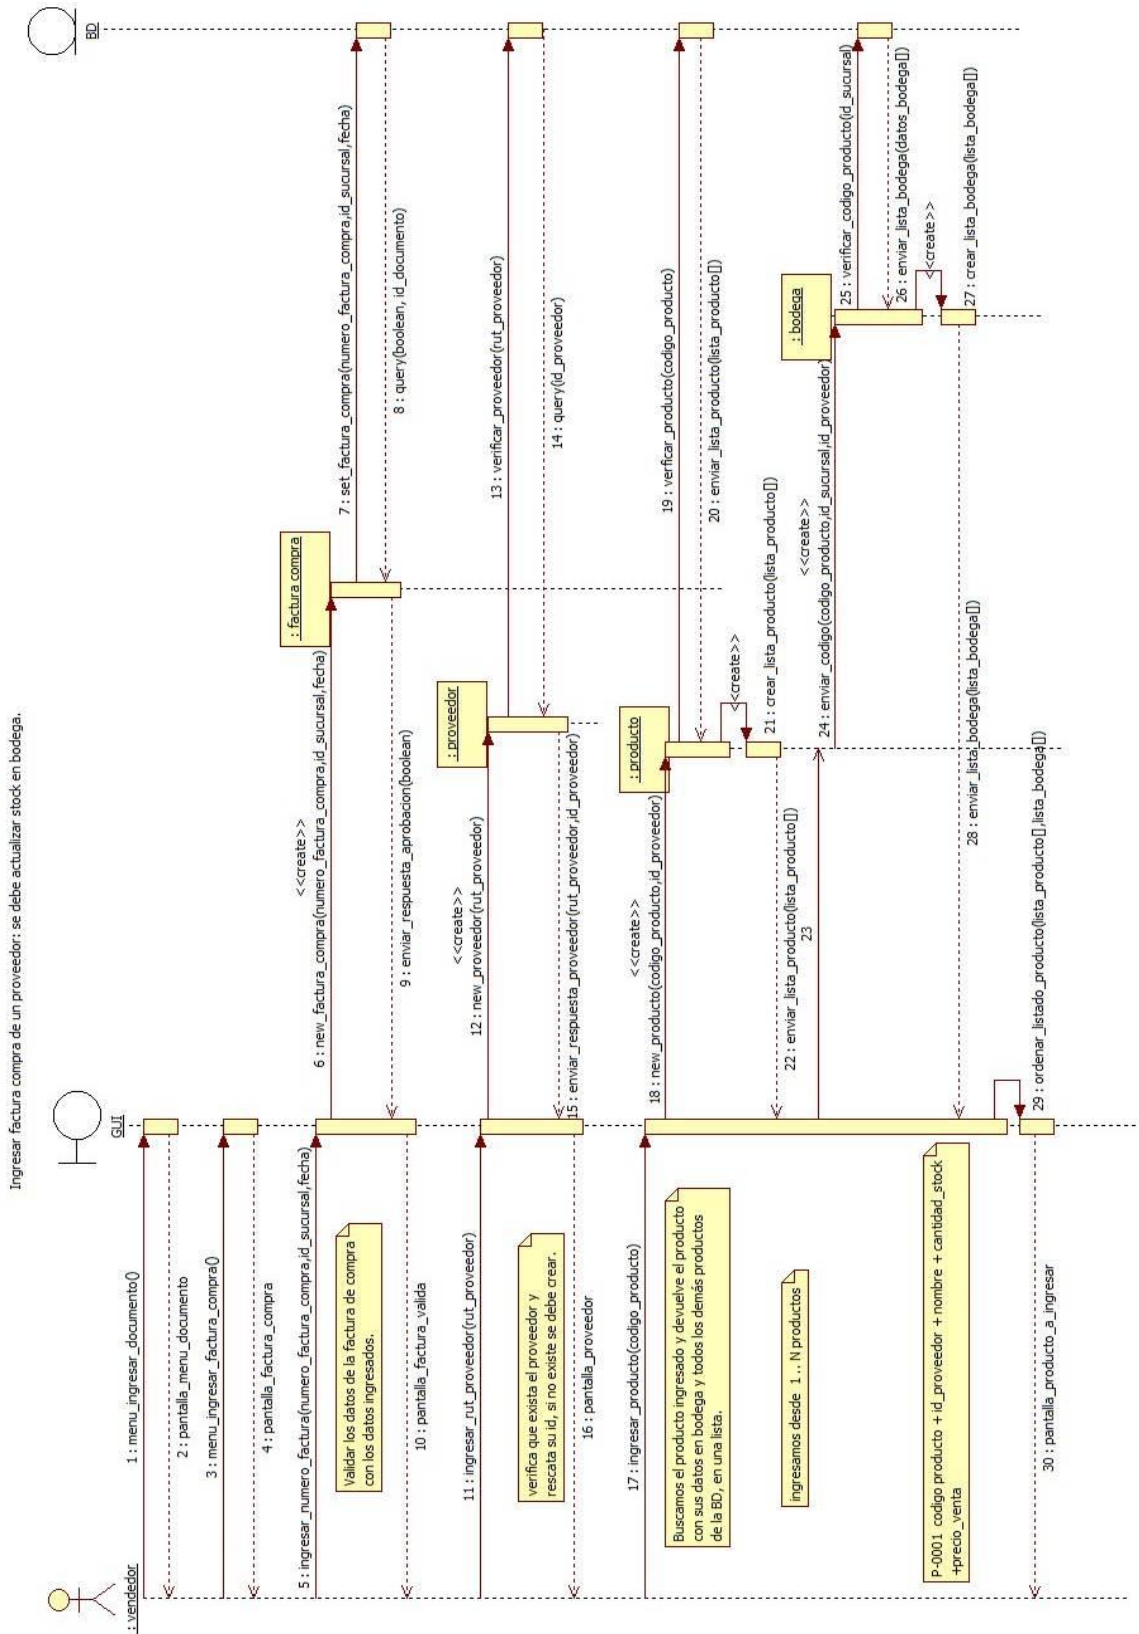 Ingresar factura compra de un proveedor: se debe actualizar stock en bodega.
: vendedor
GUI
BD
1 : menu_ingresar_documento()
2 : pantalla_menu_documento
3 : menu_ingresar_factura_compra()
4 : pantalla_factura_compra
5 : ingresar_numero_factura(numero_factura_compra,id_sucursal,fecha)
Validar los datos de la factura de compra
con los datos ingresados.
<<create>>
6 : new_factura_compra(numero_factura_compra,id_sucursal,fecha)
: factura compra
7 : set_factura_compra(numero_factura_compra,id_sucursal,fecha)
8 : query(boolean, id_documento)
9 : enviar_respuesta_aprobacion(boolean)
10 : pantalla_factura_valida
11 : ingresar_rut_proveedor(rut_proveedor)
verifica que exista el proveedor y
rescata su id, si no existe se debe crear.
<<create>>
12 : new_proveedor(rut_proveedor)
: proveedor
13 : verificar_proveedor(rut_proveedor)
14 : query(id_proveedor)
15 : enviar_respuesta_proveedor(rut_proveedor,id_proveedor)
16 : pantalla_proveedor
17 : ingresar_producto(codigo_producto)
Buscamos el producto ingresado y devuelve el producto
con sus datos en bodega y todos los demás productos
de la BD, en una lista.
<<create>>
18 : new_producto(codigo_producto,id_proveedor)
: producto
19 : verficar_producto(codigo_producto)
20 : enviar_lista_producto(lista_producto[])
<<create>>
21 : crear_lista_producto(lista_producto[])
22 : enviar_lista_producto(lista_producto[])
23
ingresamos desde 1 .. N productos
<<create>>
24 : enviar_codigo(codigo_producto,id_sucursal,id_proveedor)
: bodega
25 : verificar_codigo_producto(id_sucursal)
26 : enviar_lista_bodega(datos_bodega[])
<<create>>
27 : crear_lista_bodega(lista_bodega[])
28 : enviar_lista_bodega(lista_bodega[])
P-0001 codigo producto + id_proveedor + nombre + cantidad_stock
+precio_venta
29 : ordenar_listado_producto(lista_producto[],lista_bodega[])
30 : pantalla_producto_a_ingresar